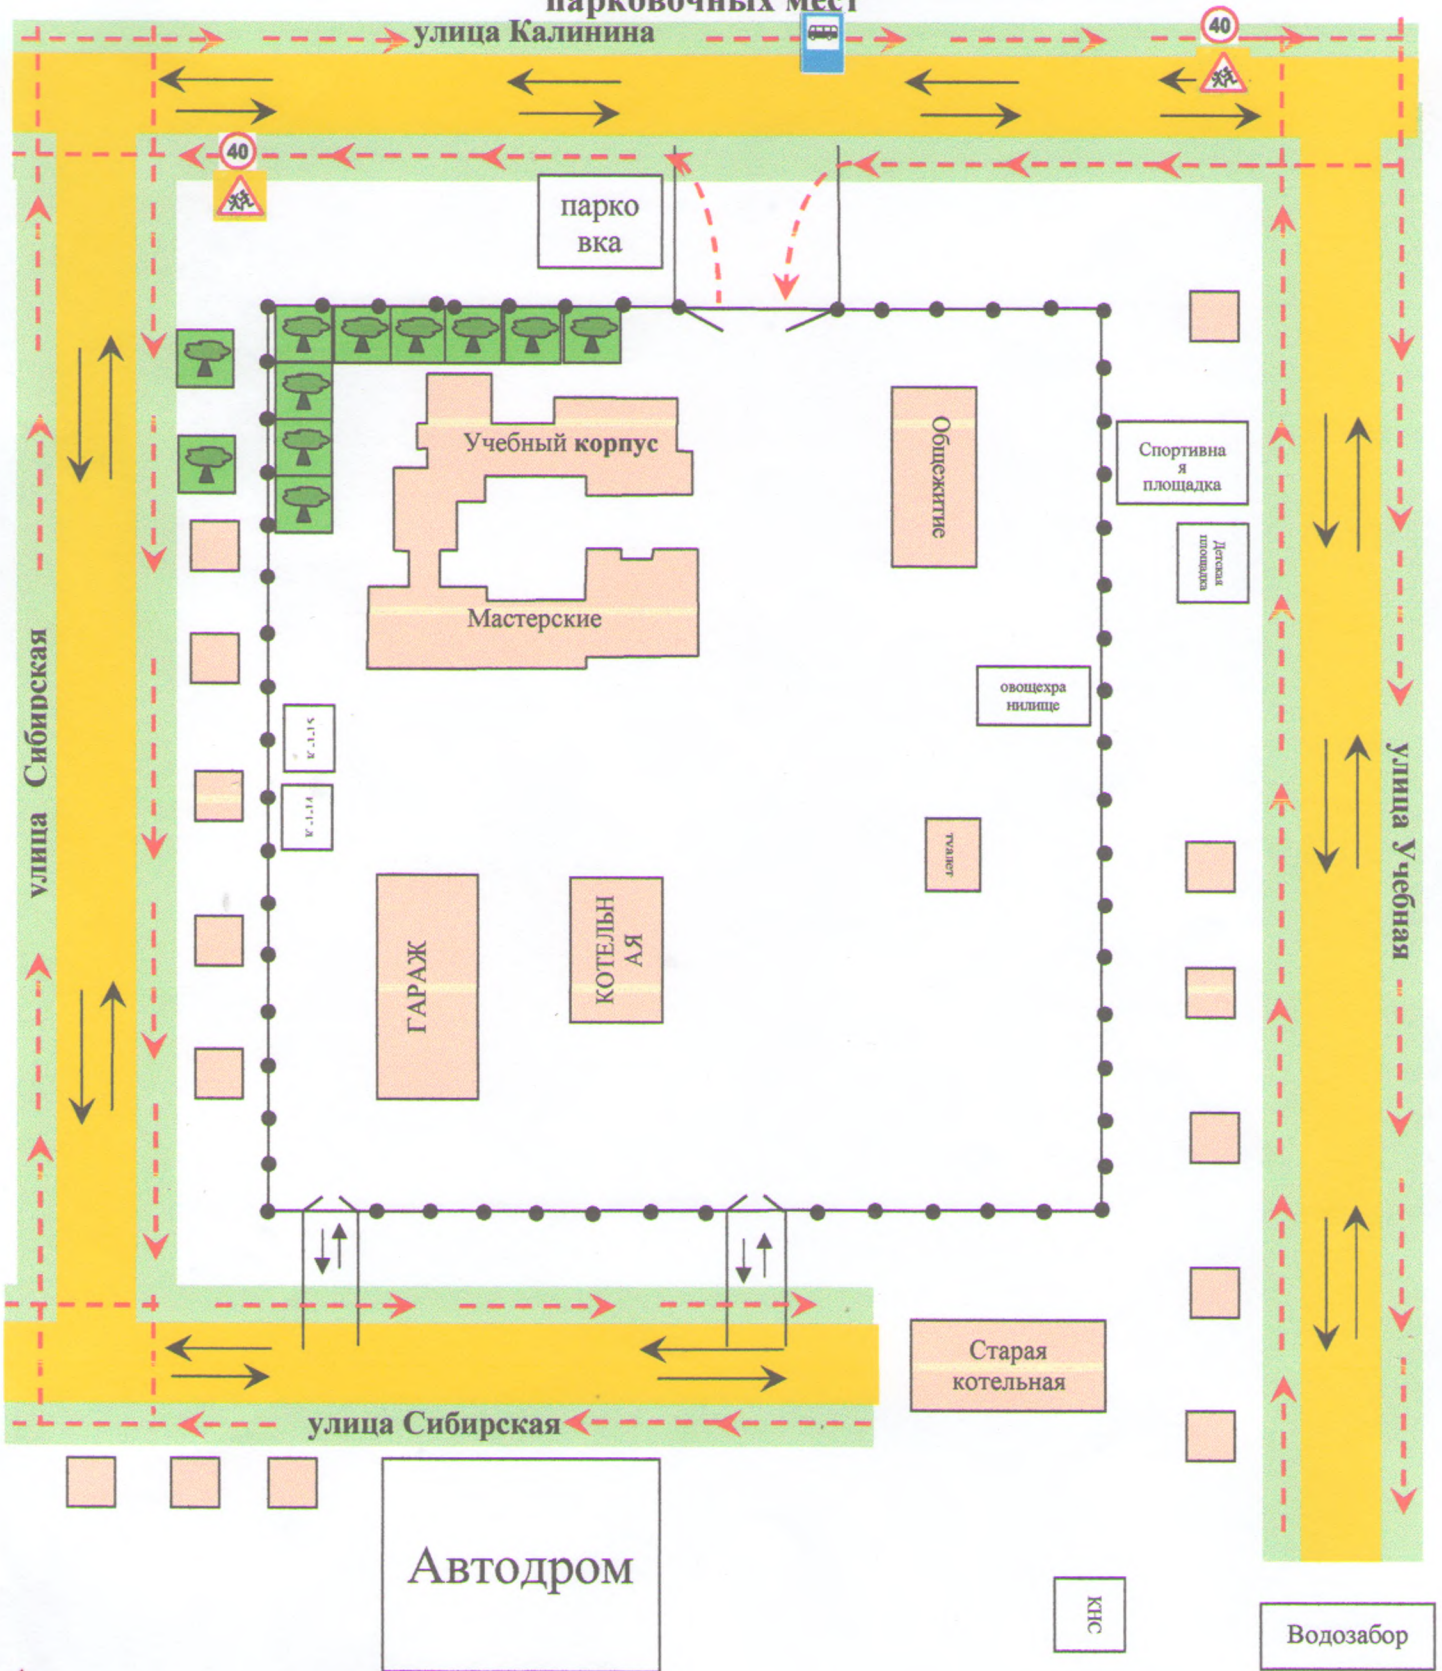 парковочных мест
улица Калинина
40
40
парко
вка
Учебный корпус
Общежитие
Спортивна
я
площадка
Детская
площадка
Мастерские
улица Сибирская
овощехра
нилище
улица Учебная
туалет
ГАРАЖ
КОТЕЛЬН
АЯ
Старая
котельная
улица Сибирская
Автодром
КНС
Водозабор